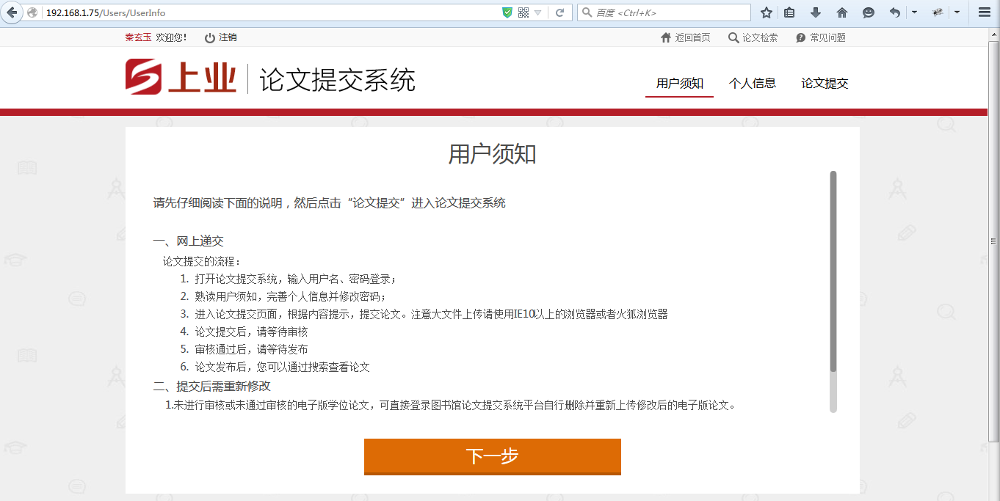 192.168.1.75/Users/UserInfo
百度 <Ctrl+K>
秦玄玉 欢迎您! 注销 返回首页 论文检索 常见问题
上业 论文提交系统
用户须知 个人信息 论文提交
用户须知
请先仔细阅读下面的说明，然后点击“论文提交”进入论文提交系统
一、网上递交
论文提交的流程：
1. 打开论文提交系统，输入用户名、密码登录；
2. 熟读用户须知，完善个人信息并修改密码；
3. 进入论文提交页面，根据内容提示，提交论文。注意大文件上传请使用IE10以上的浏览器或者火狐浏览器
4. 论文提交后，请等待审核
5. 审核通过后，请等待发布
6. 论文发布后，您可以通过搜索查看论文
二、提交后需重新修改
1.未进行审核或未通过审核的电子版学位论文，可直接登录图书馆论文提交系统平台自行删除并重新上传修改后的电子版论文。
下一步